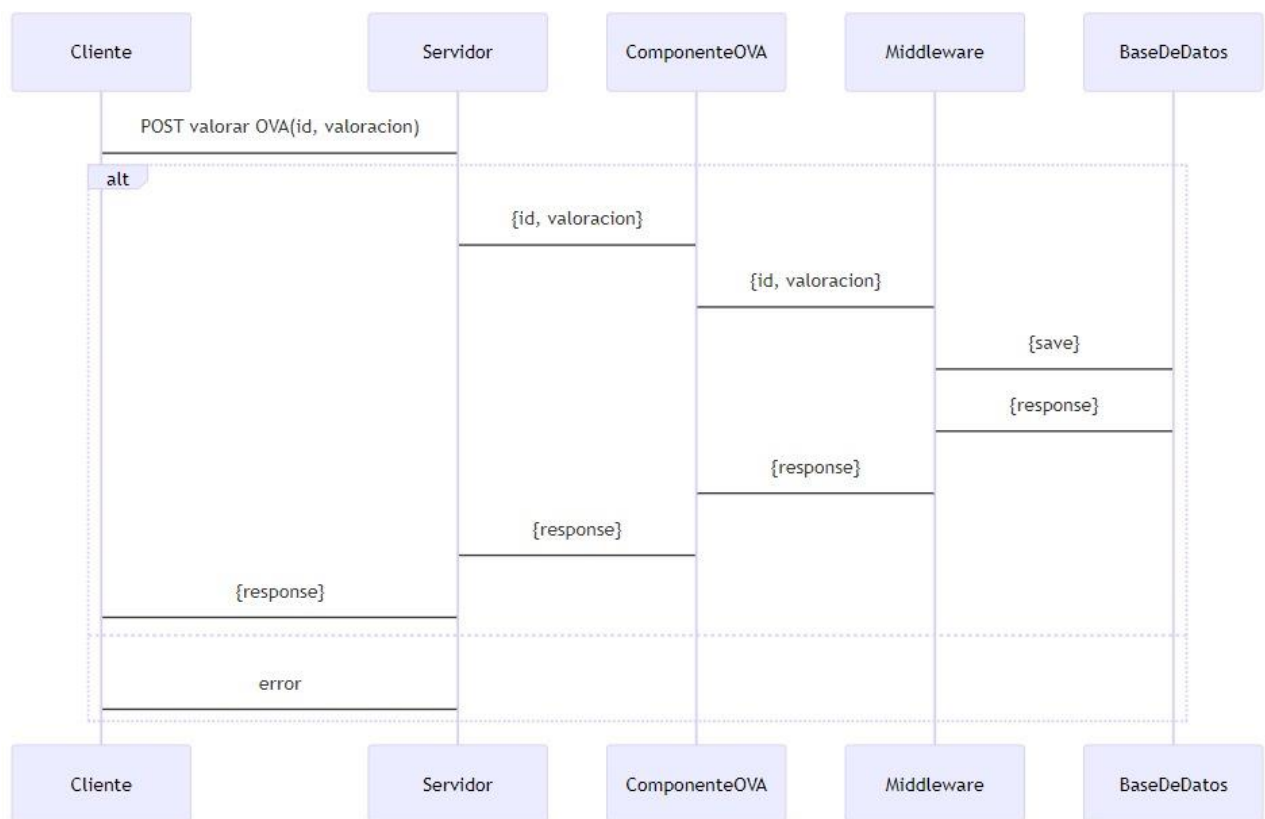 Cliente
Servidor
ComponenteOVA
Middleware
BaseDeDatos
POST valorar OVA(id, valoracion)
alt
{id, valoracion}
{id, valoracion}
{save}
{response}
{response}
{response}
{response}
error
Cliente
Servidor
ComponenteOVA
Middleware
BaseDeDatos